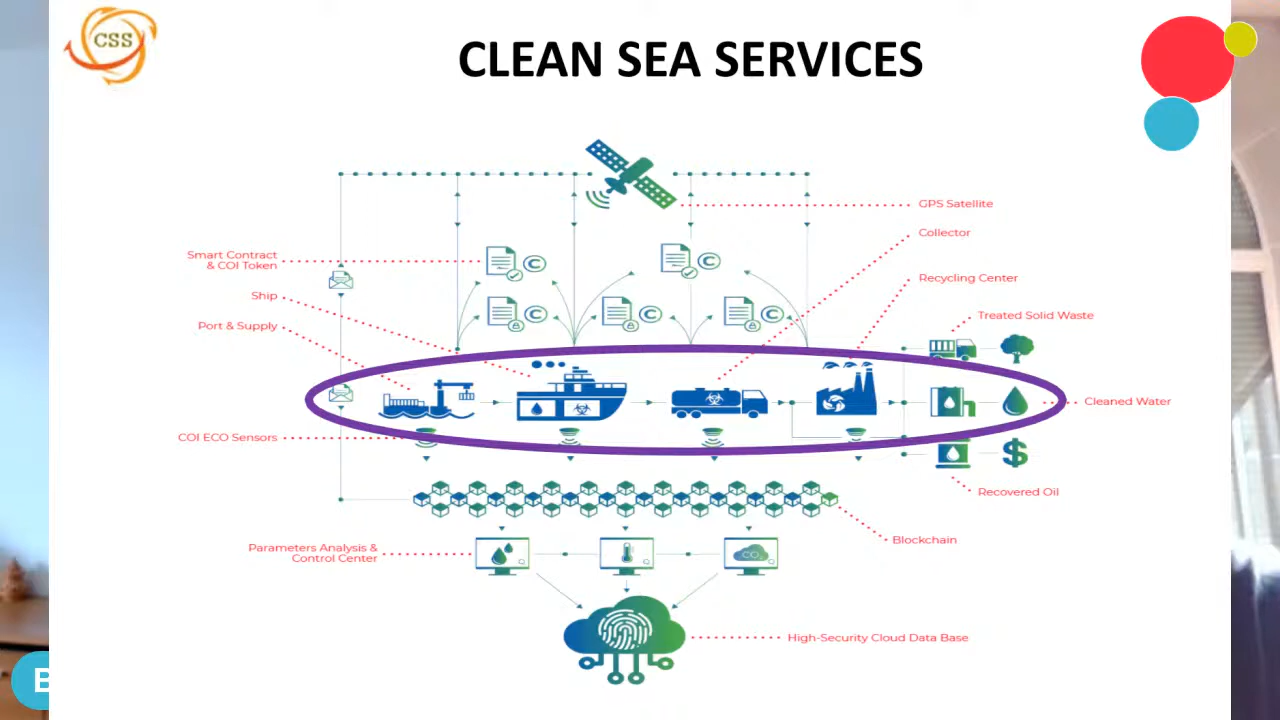 CSS
CLEAN SEA SERVICES
GPS Satellite
Collector
Smart Contract
& COI Token
Recycling Center
Ship
Treated Solid Waste
Port & Supply
Cleaned Water
COI ECO Sensors
Recovered Oil
Blockchain
Parameters Analysis &
Control Center
CO₂
High-Security Cloud Data Base
C
C
C
C
C
$
B